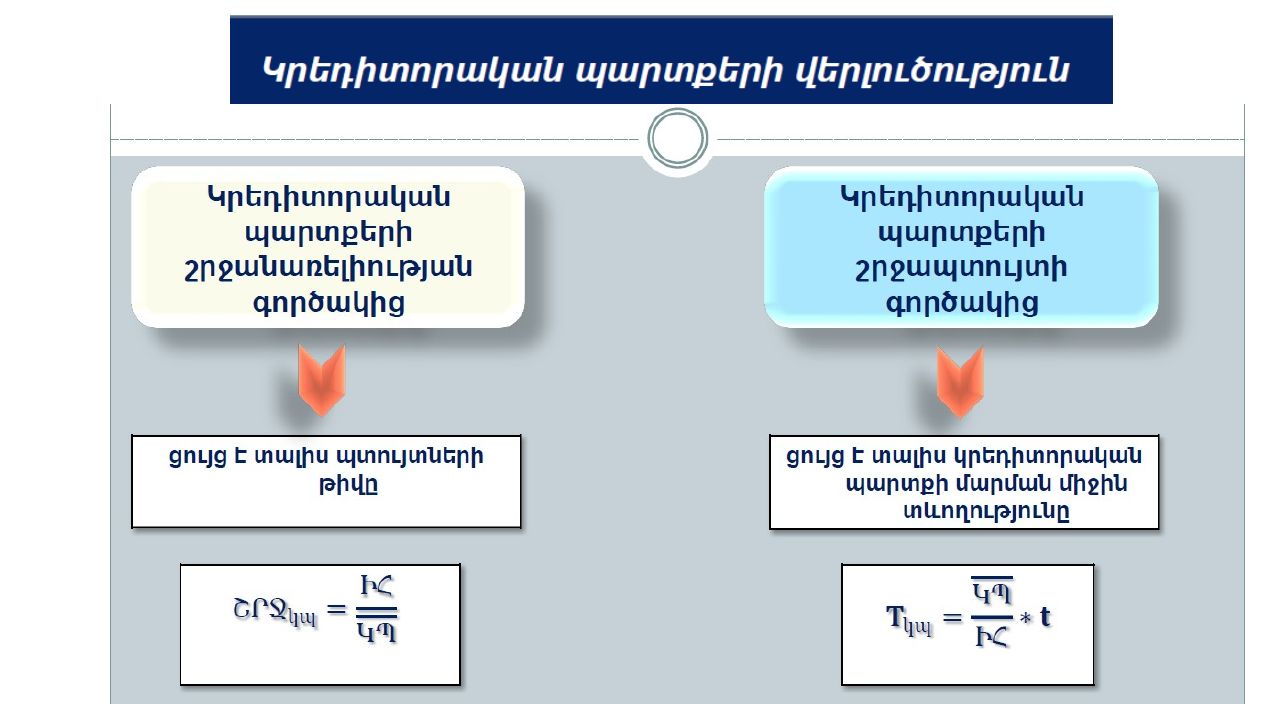 Կրեդիտորական պարտքերի վերլուծություն
Կրեդիտորական
պարտքերի
շրջանառելիության
գործակից
Կրեդիտորական
պարտքերի
շրջապտույտի
գործակից
ցույց է տալիս պտույտների
թիվը
ցույց է տալիս կրեդիտորական
պարտքի մարման միջին
տևողությունը
ՇՐՋկպ = ԻՀ / ԿՊ
Tկպ = ԿՊ / ԻՀ * t